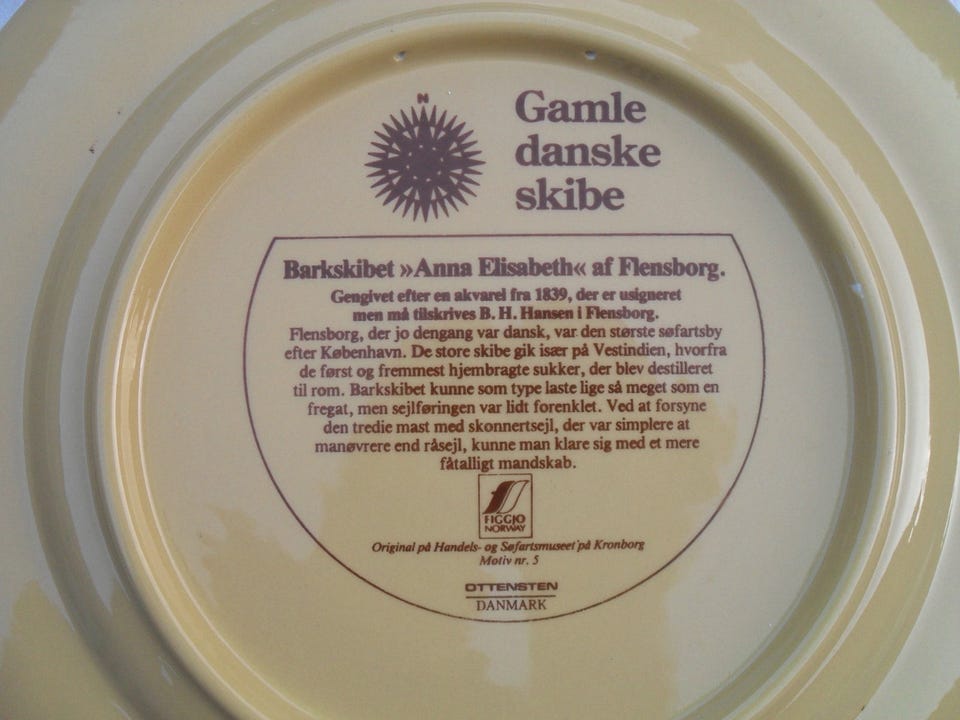 N
Gamle
danske
skibe
Barkskibet »Anna Elisabeth« af Flensborg.
Gengivet efter en akvarel fra 1839, der er usigneret
men må tilskrives B. H. Hansen i Flensborg.
Flensborg, der jo dengang var dansk, var den største søfartsby
efter København. De store skibe gik især på Vestindien, hvorfra
de først og fremmest hjembragte sukker, der blev destilleret
til rom. Barkskibet kunne som type laste lige så meget som en
fregat, men sejlføringen var lidt forenklet. Ved at forsyne
den tredie mast med skonnertsejl, der var simplere at
manøvrere end råsejl, kunne man klare sig med et mere
fåtalligt mandskab.
FIGGJO
NORWAY
Original på Handels- og Søfartsmuseet på Kronborg
Motiv nr. 5
OTTENSTEN
DANMARK